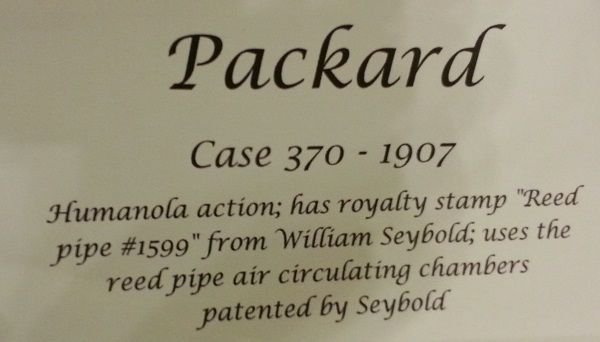 Packard
Case 370 - 1907
Humanola action; has royalty stamp "Reed
pipe #1599" from William Seybold; uses the
reed pipe air circulating chambers
patented by Seybold